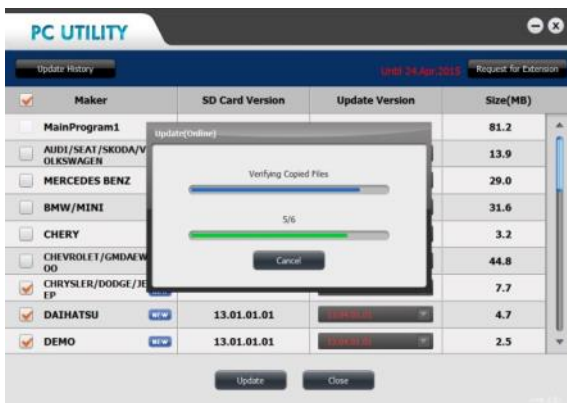 PC UTILITY
Update History
Until 24.Apr.2015
Request for Extension
Maker SD Card Version Update Version Size(MB)
MainProgram1 81.2
Update(Online)
AUDI/SEAT/SKODA/V
OLKSWAGEN 13.9
Verifying Copied Files
MERCEDES BENZ 29.0
BMW/MINI 31.6
5/6
CHERY 3.2
Cancel
CHEVROLET/GMDAEW
OO 44.8
CHRYSLER/DODGE/JE
EP 7.7
DAIHATSU NEW 13.01.01.01 4.7
DEMO NEW 13.01.01.01 2.5
Update Close